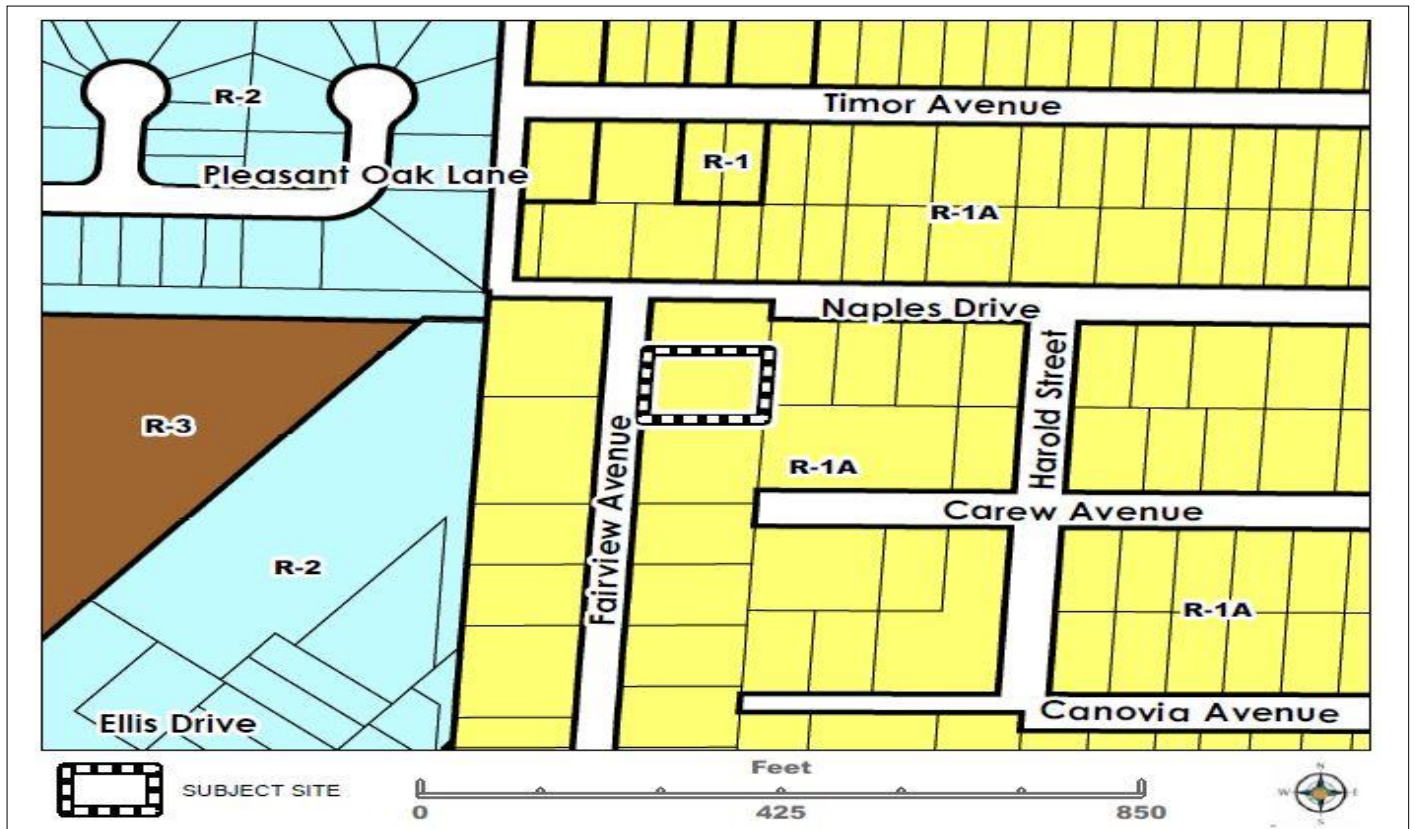 R-2
Timor Avenue
Pleasant Oak Lane
R-1
R-1A
Naples Drive
Harold Street
R-3
Fairview Avenue
R-1A
Carew Avenue
R-2
R-1A
Ellis Drive
Canovia Avenue
SUBJECT SITE
Feet
0 425 850
N
W E
S